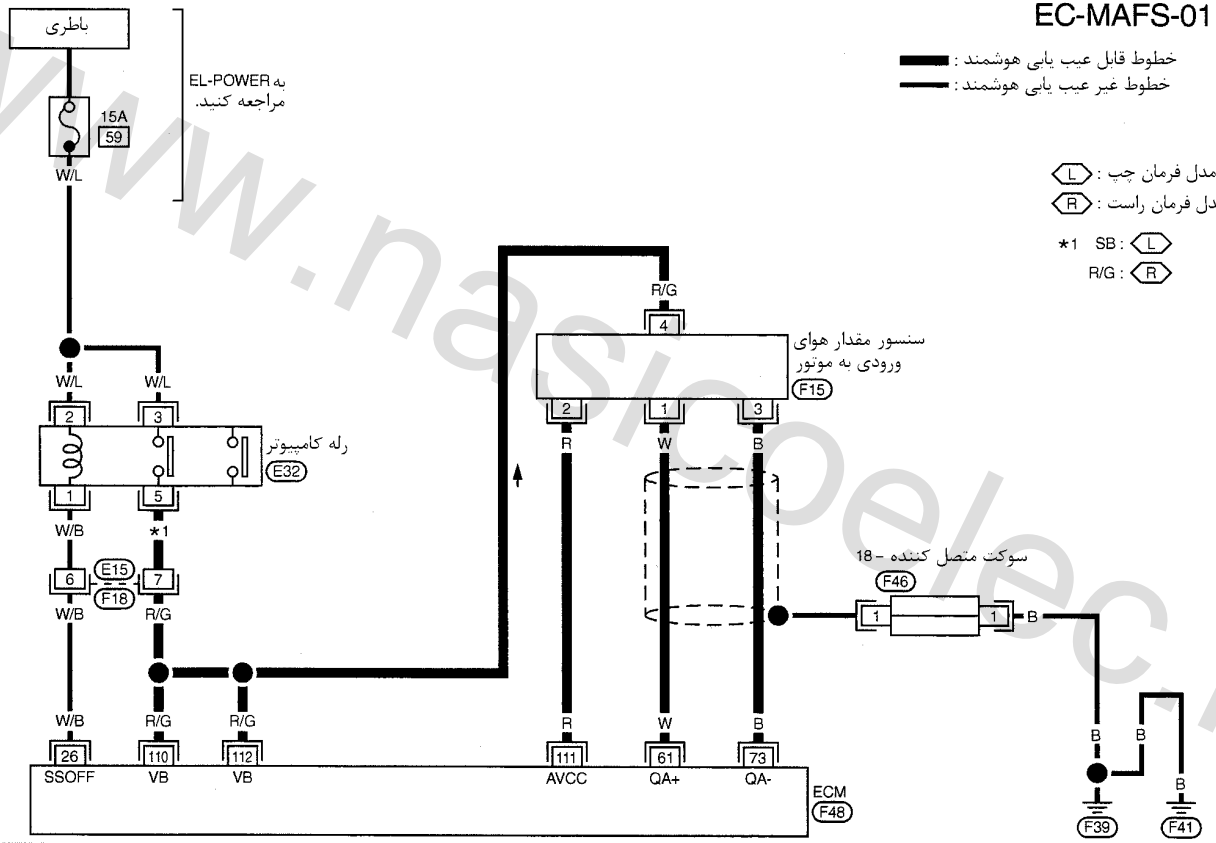 EC-MAFS-01
باطری
خطوط قابل عیب یابی هوشمند :
خطوط غیر عیب یابی هوشمند :
به EL-POWER
مراجعه کنید.
15A
59
W/L
مدل فرمان چپ : L
دل فرمان راست : R
*1 SB : L
R/G : R
R/G
4
سنسور مقدار هوای
ورودی به موتور
F15
W/L W/L
2 3
2 1 3
R W B
رله کامپیوتر
E32
1 5
W/B *1
سوکت متصل کننده – 18
F46
6 E15 7
F18
W/B R/G
1 1 B
W/B R/G R/G R W B
B B
26 110 112 111 61 73
SSOFF VB VB AVCC QA+ QA-
B
ECM
F48
F39 F41
www.nasicoelec.